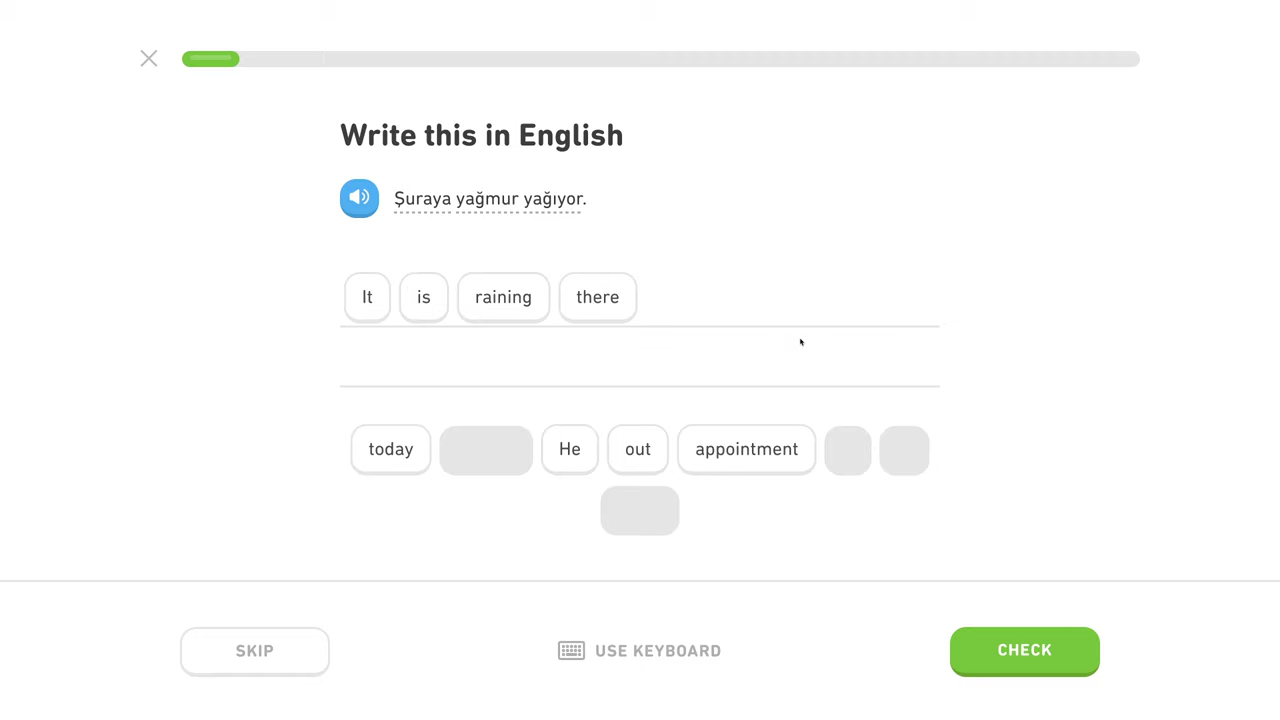 Write this in English
Şuraya yağmur yağıyor.
It is raining there
today He out appointment
SKIP USE KEYBOARD CHECK